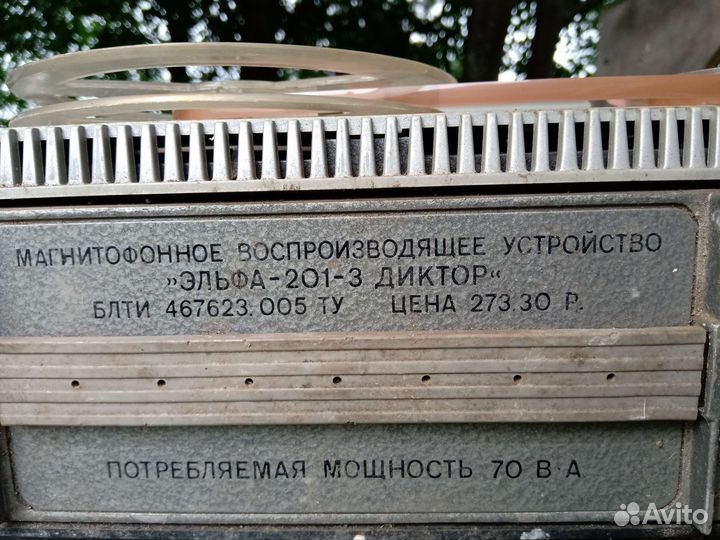 МАГНИТОФОННОЕ ВОСПРОИЗВОДЯЩЕЕ УСТРОЙСТВО
"ЭЛЬФА-201-3 ДИКТОР"
БЛТИ 467623.005 ТУ ЦЕНА 273.30 Р.
ПОТРЕБЛЯЕМАЯ МОЩНОСТЬ 70 В·А
Avito